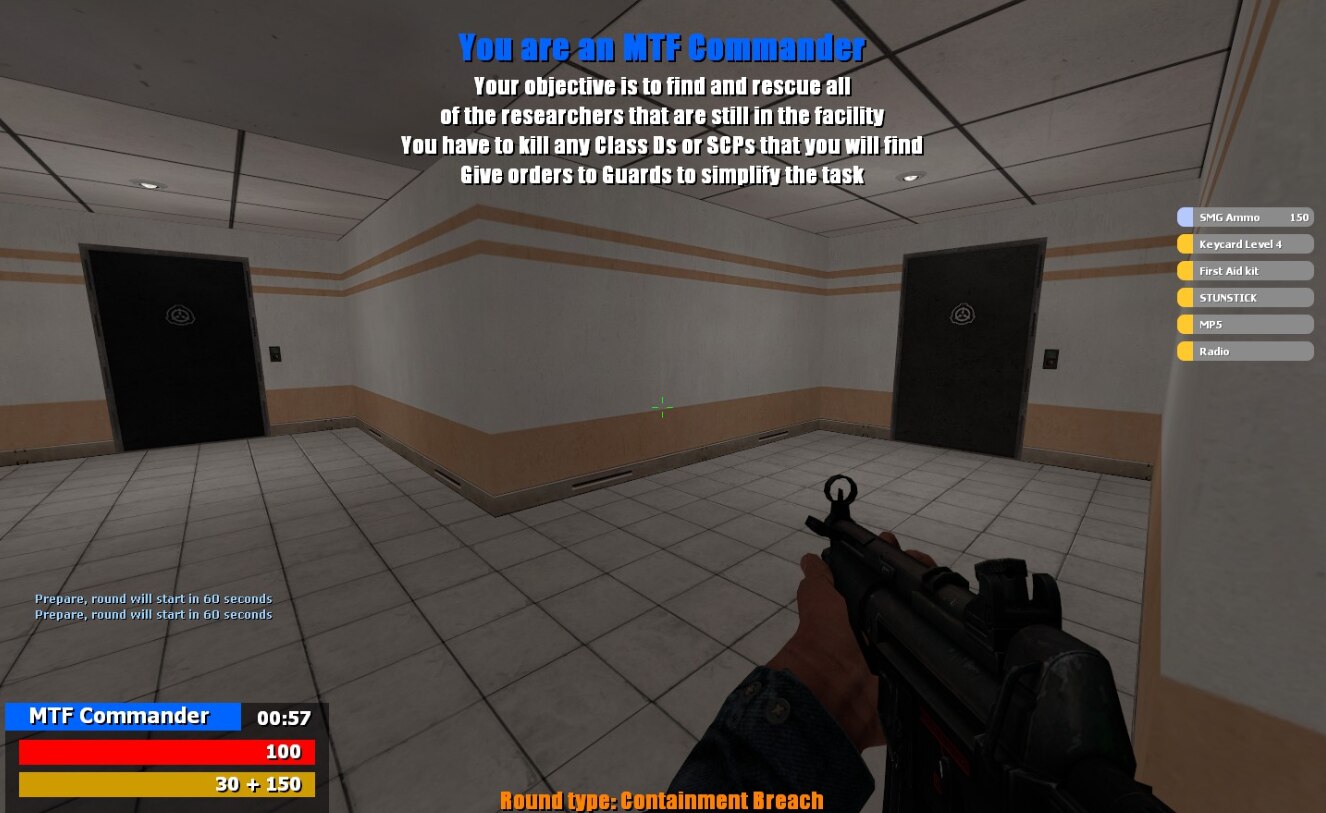 You are an MTF Commander
Your objective is to find and rescue all
of the researchers that are still in the facility
You have to kill any Class Ds or SCPs that you will find
Give orders to Guards to simplify the task
SMG Ammo 150
Keycard Level 4
First Aid kit
STUNSTICK
MP5
Radio
Prepare, round will start in 60 seconds
Prepare, round will start in 60 seconds
MTF Commander 00:57
100
30 + 150
Round type: Containment Breach